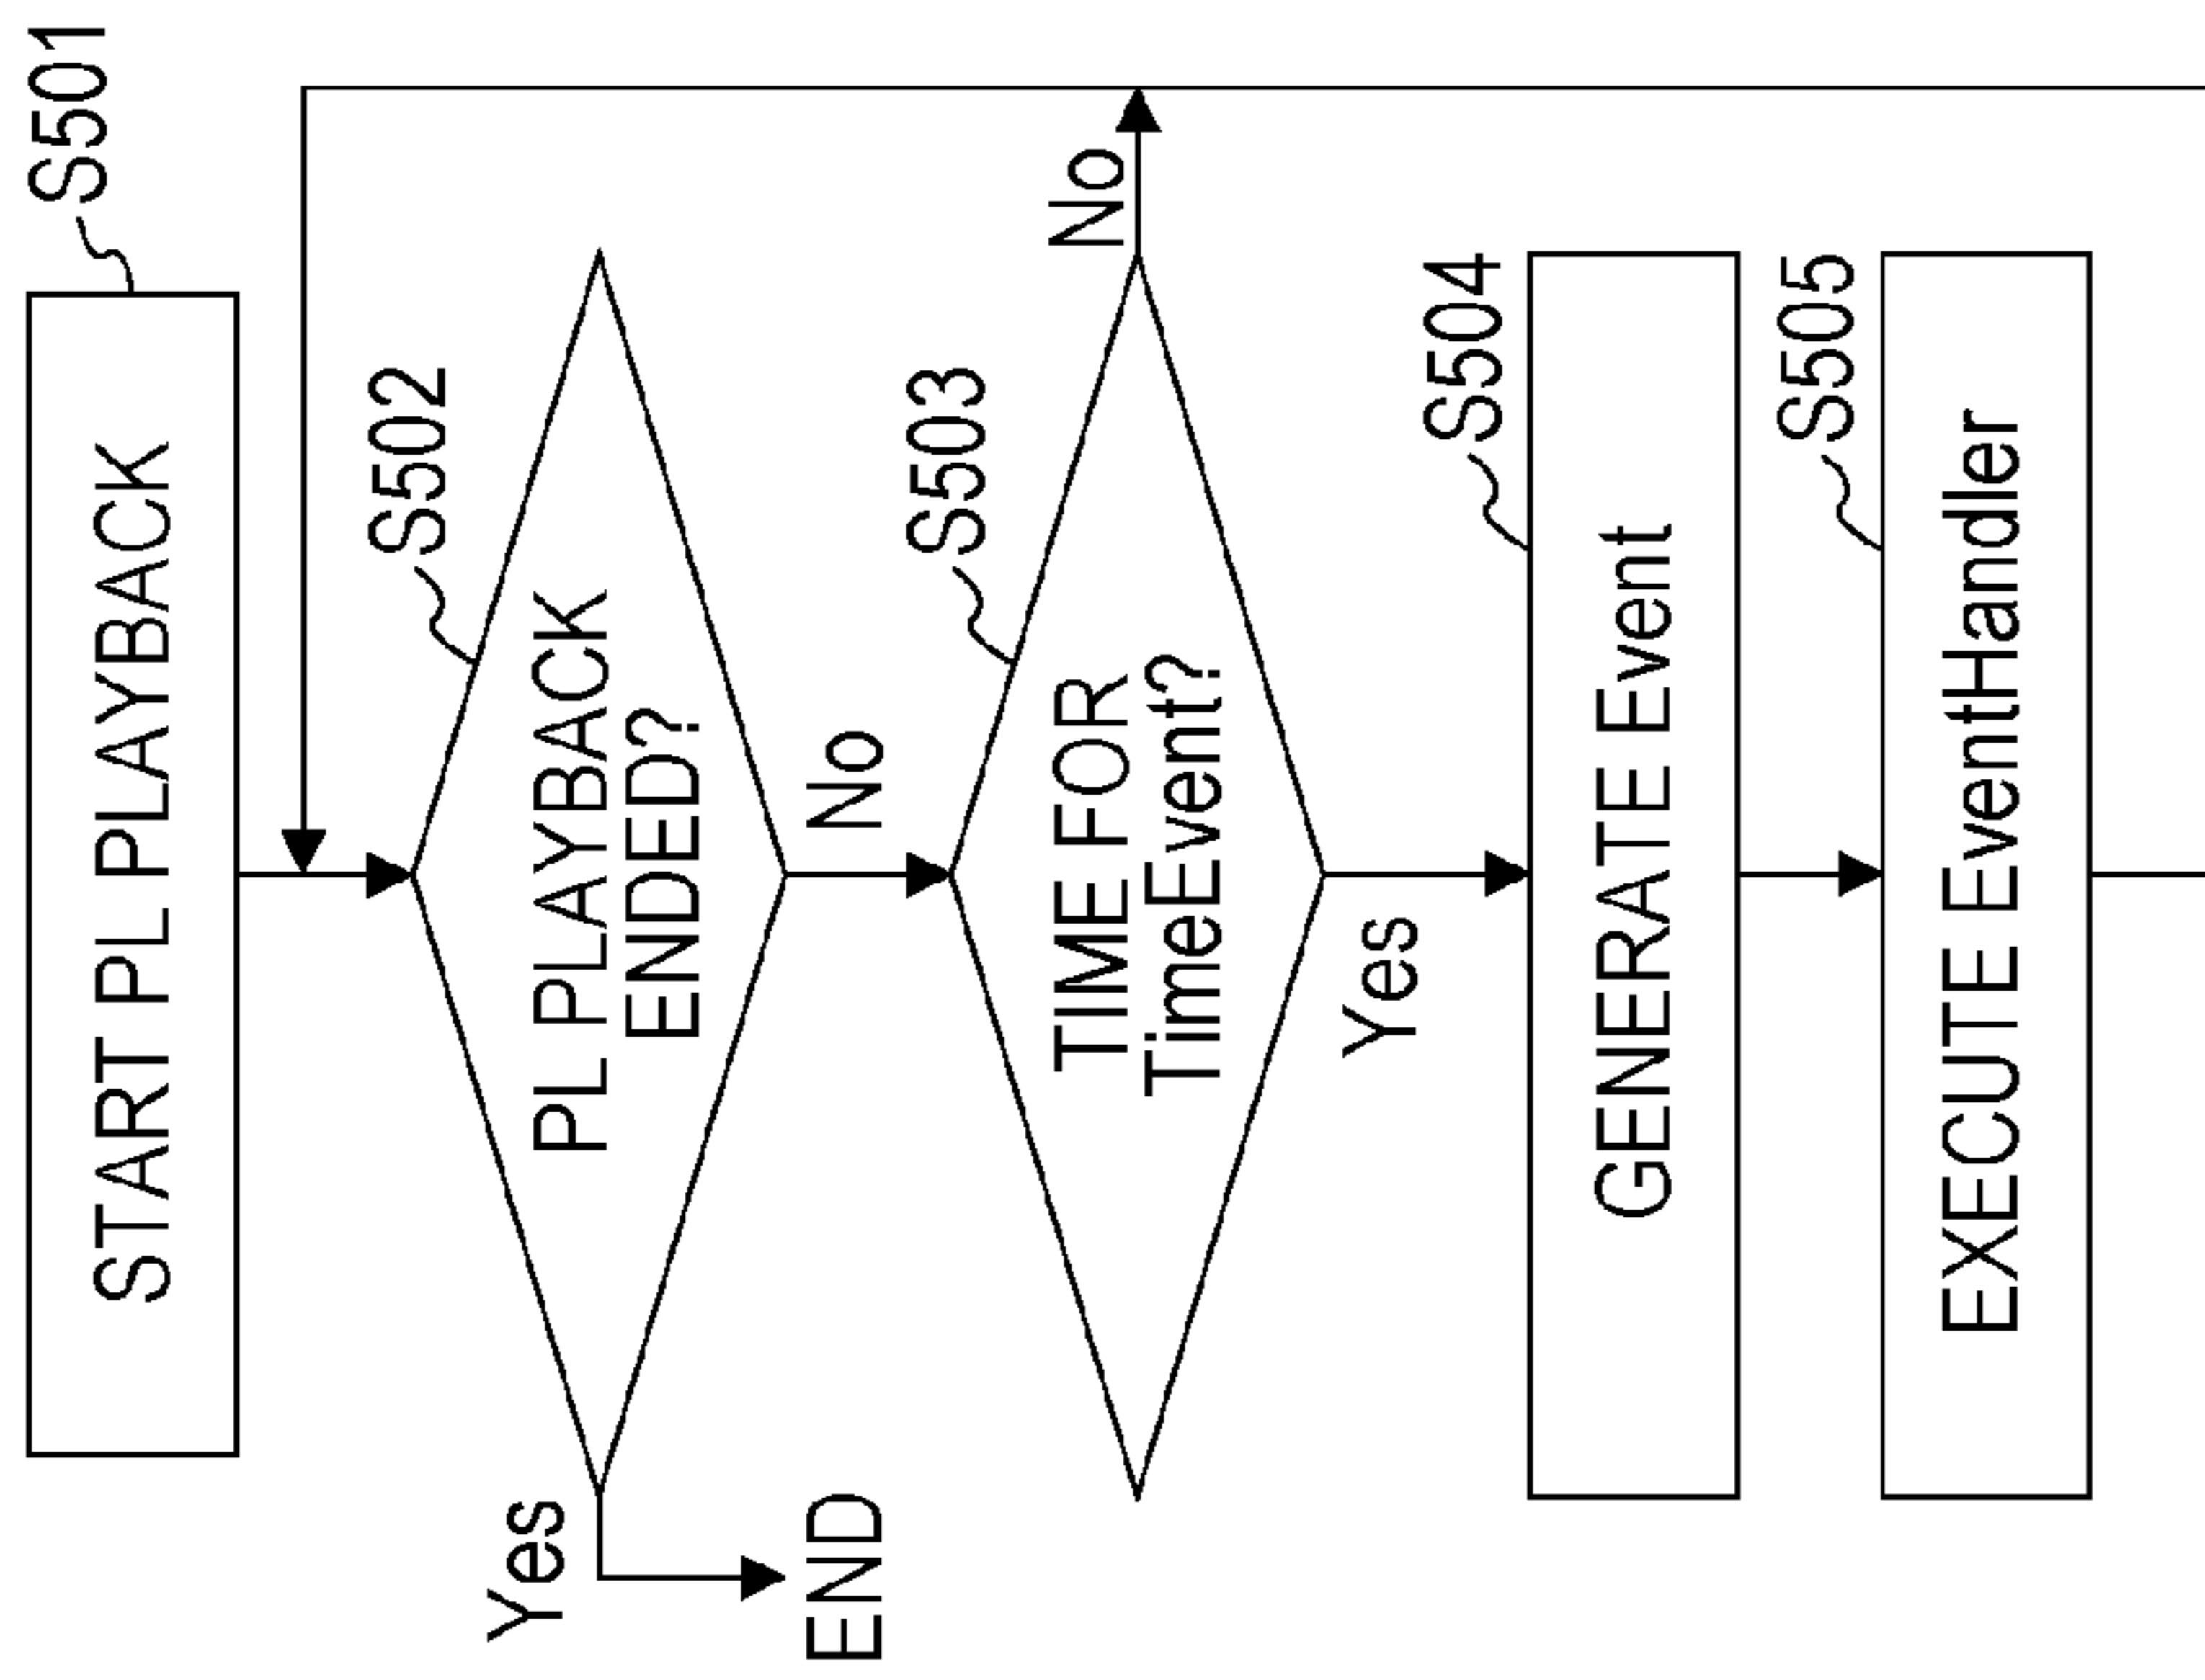 S501
START PL PLAYBACK
S502
PL PLAYBACK
ENDED?
Yes
No
END
S503
TIME FOR
TimeEvent?
No
Yes
S504
GENERATE Event
S505
EXECUTE EventHandler